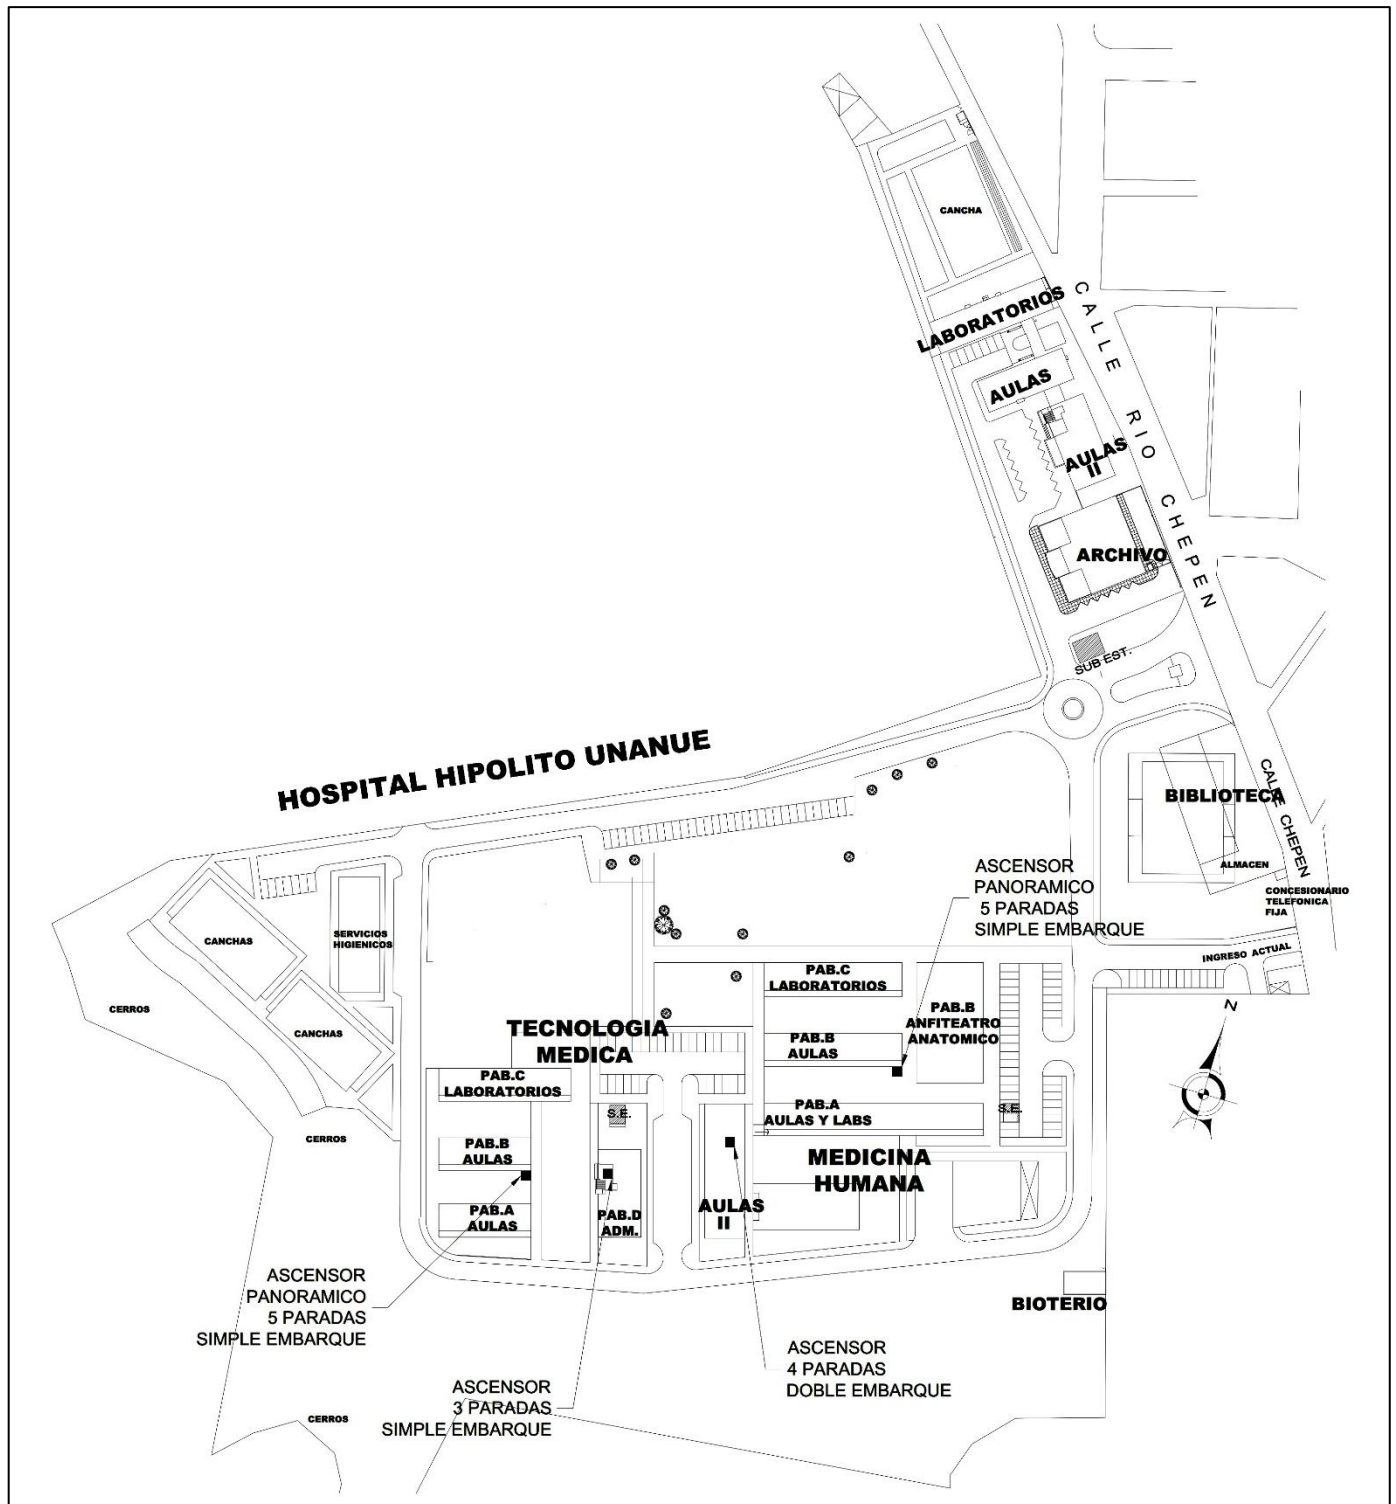 CANCHA
LABORATORIOS
AULAS
AULAS
II
ARCHIVO
CALLE RIO CHEPEN
SUB EST.
HOSPITAL HIPOLITO UNANUE
BIBLIOTECA
CALLE CHEPEN
ALMACEN
CONCESIONARIO
TELEFONICA
FIJA
INGRESO ACTUAL
ASCENSOR
PANORAMICO
5 PARADAS
SIMPLE EMBARQUE
CANCHAS
SERVICIOS
HIGIENICOS
CERROS
CANCHAS
CERROS
PAB.C
LABORATORIOS
PAB.B
ANFITEATRO
ANATOMICO
N
TECNOLOGIA
MEDICA
PAB.B
AULAS
PAB.C
LABORATORIOS
S.E.
PAB.A
AULAS Y LABS
S.E.
PAB.B
AULAS
MEDICINA
HUMANA
PAB.A
AULAS
PAB.D
ADM.
AULAS
II
ASCENSOR
PANORAMICO
5 PARADAS
SIMPLE EMBARQUE
BIOTERIO
ASCENSOR
4 PARADAS
DOBLE EMBARQUE
ASCENSOR
3 PARADAS
SIMPLE EMBARQUE
CERROS